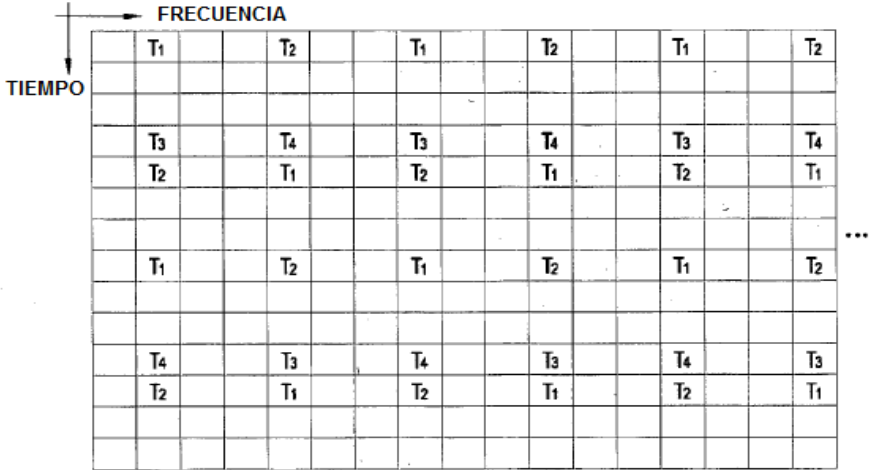 FRECUENCIA
T1 T2 T1 T2 T1 T2
TIEMPO
T3 T4 T3 T4 T3 T4
T2 T1 T2 T1 T2 T1
...
T1 T2 T1 T2 T1 T2
T4 T3 T4 T3 T4 T3
T2 T1 T2 T1 T2 T1